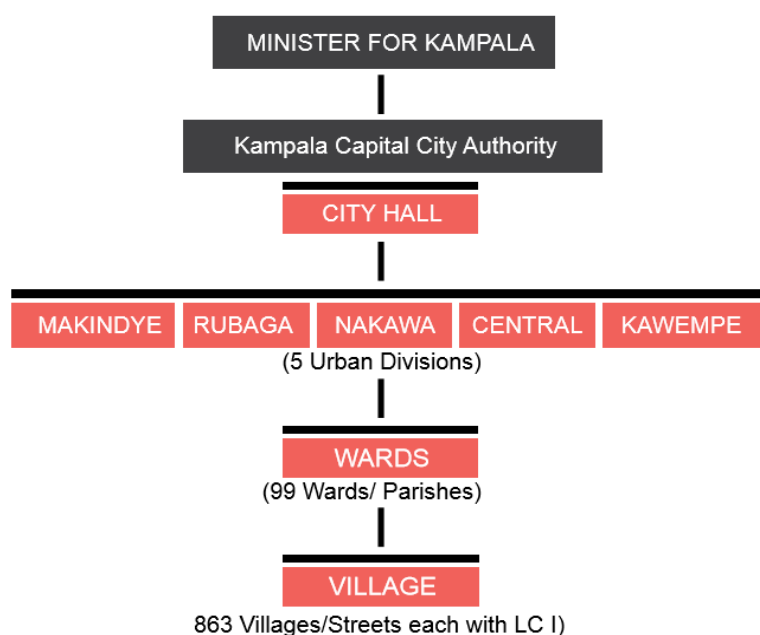 MINISTER FOR KAMPALA
Kampala Capital City Authority
CITY HALL
MAKINDYE RUBAGA NAKAWA CENTRAL KAWEMPE
(5 Urban Divisions)
WARDS
(99 Wards/ Parishes)
VILLAGE
863 Villages/Streets each with LC I)